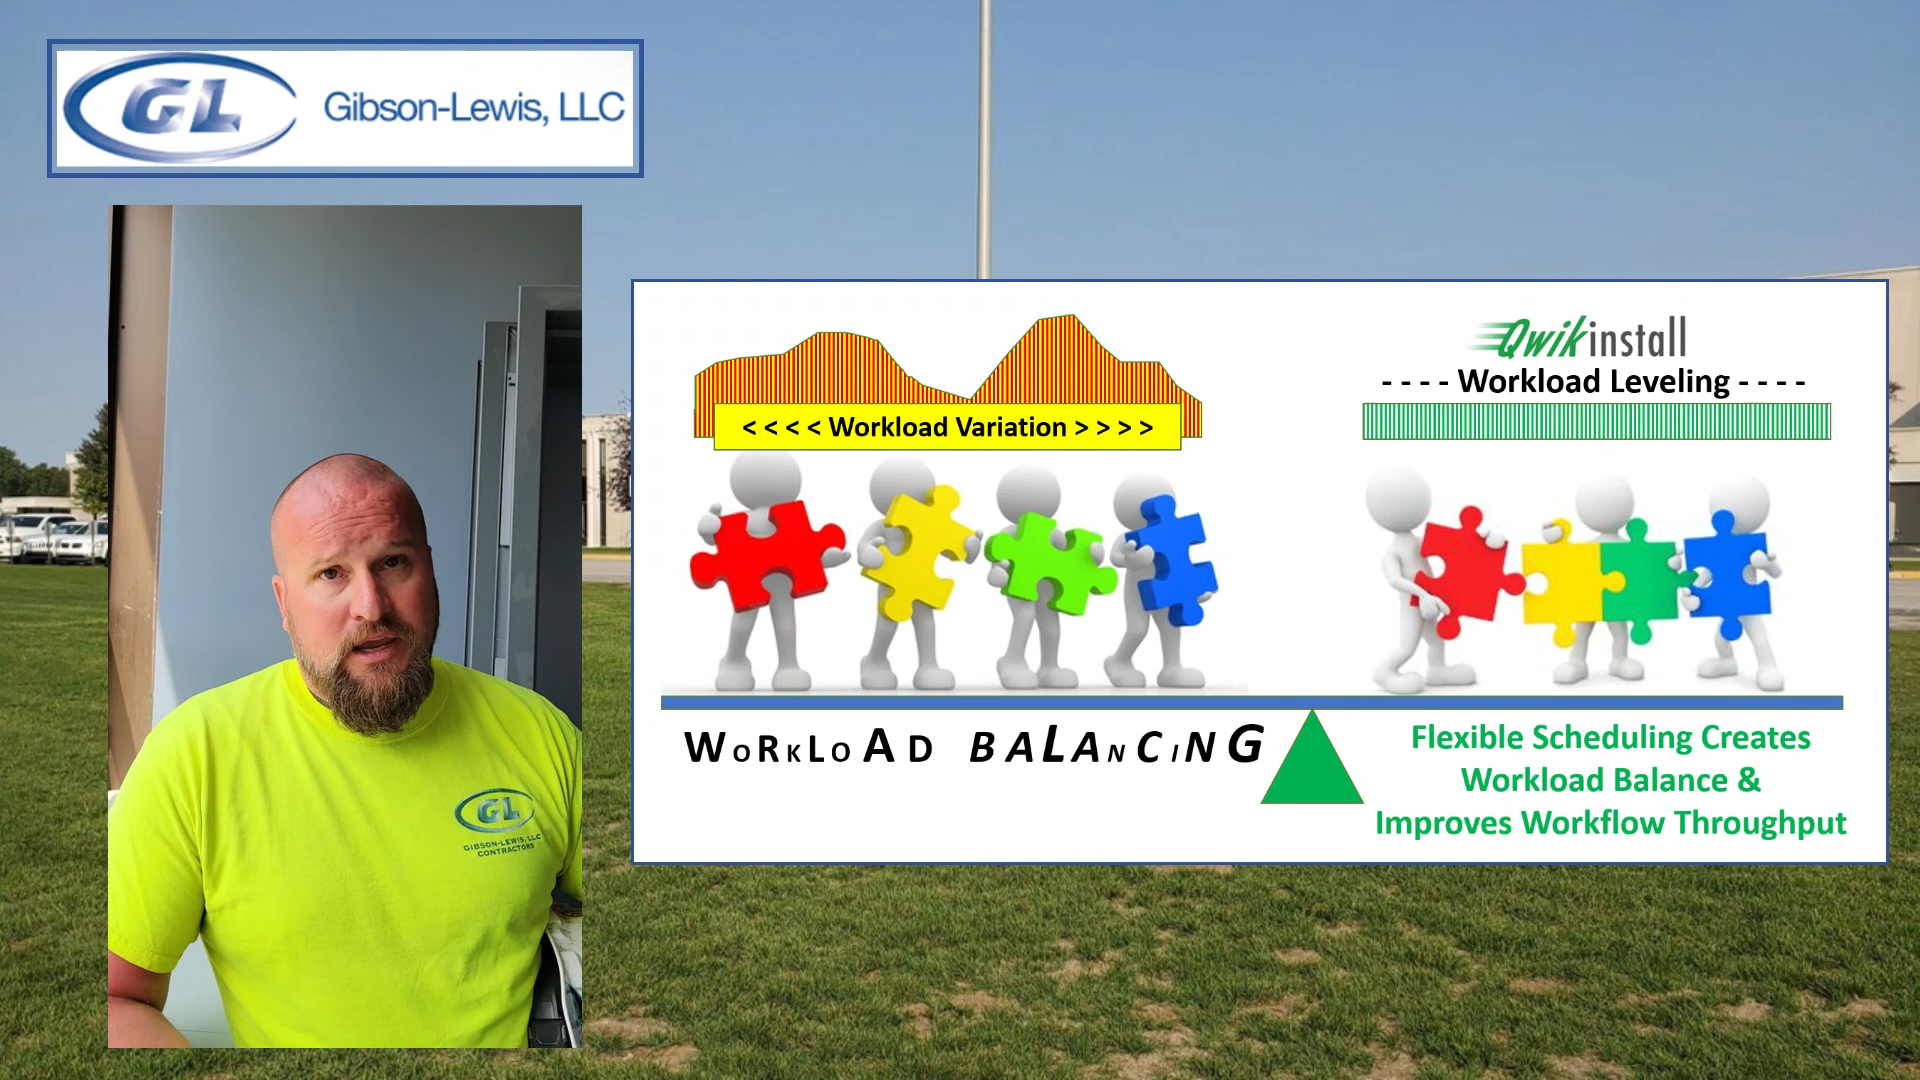 GL Gibson-Lewis, LLC
GL
GIBSON-LEWIS, LLC
CONTRACTORS
< < < < Workload Variation > > > >
WoRkLoAD BALAnCiNG
Qwikinstall
- - - - Workload Leveling - - - -
Flexible Scheduling Creates
Workload Balance &
Improves Workflow Throughput